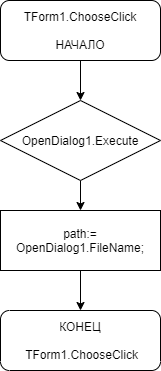 TForm1.ChooseClick
НАЧАЛО
OpenDialog1.Execute
path:=
OpenDialog1.FileName;
КОНЕЦ
TForm1.ChooseClick